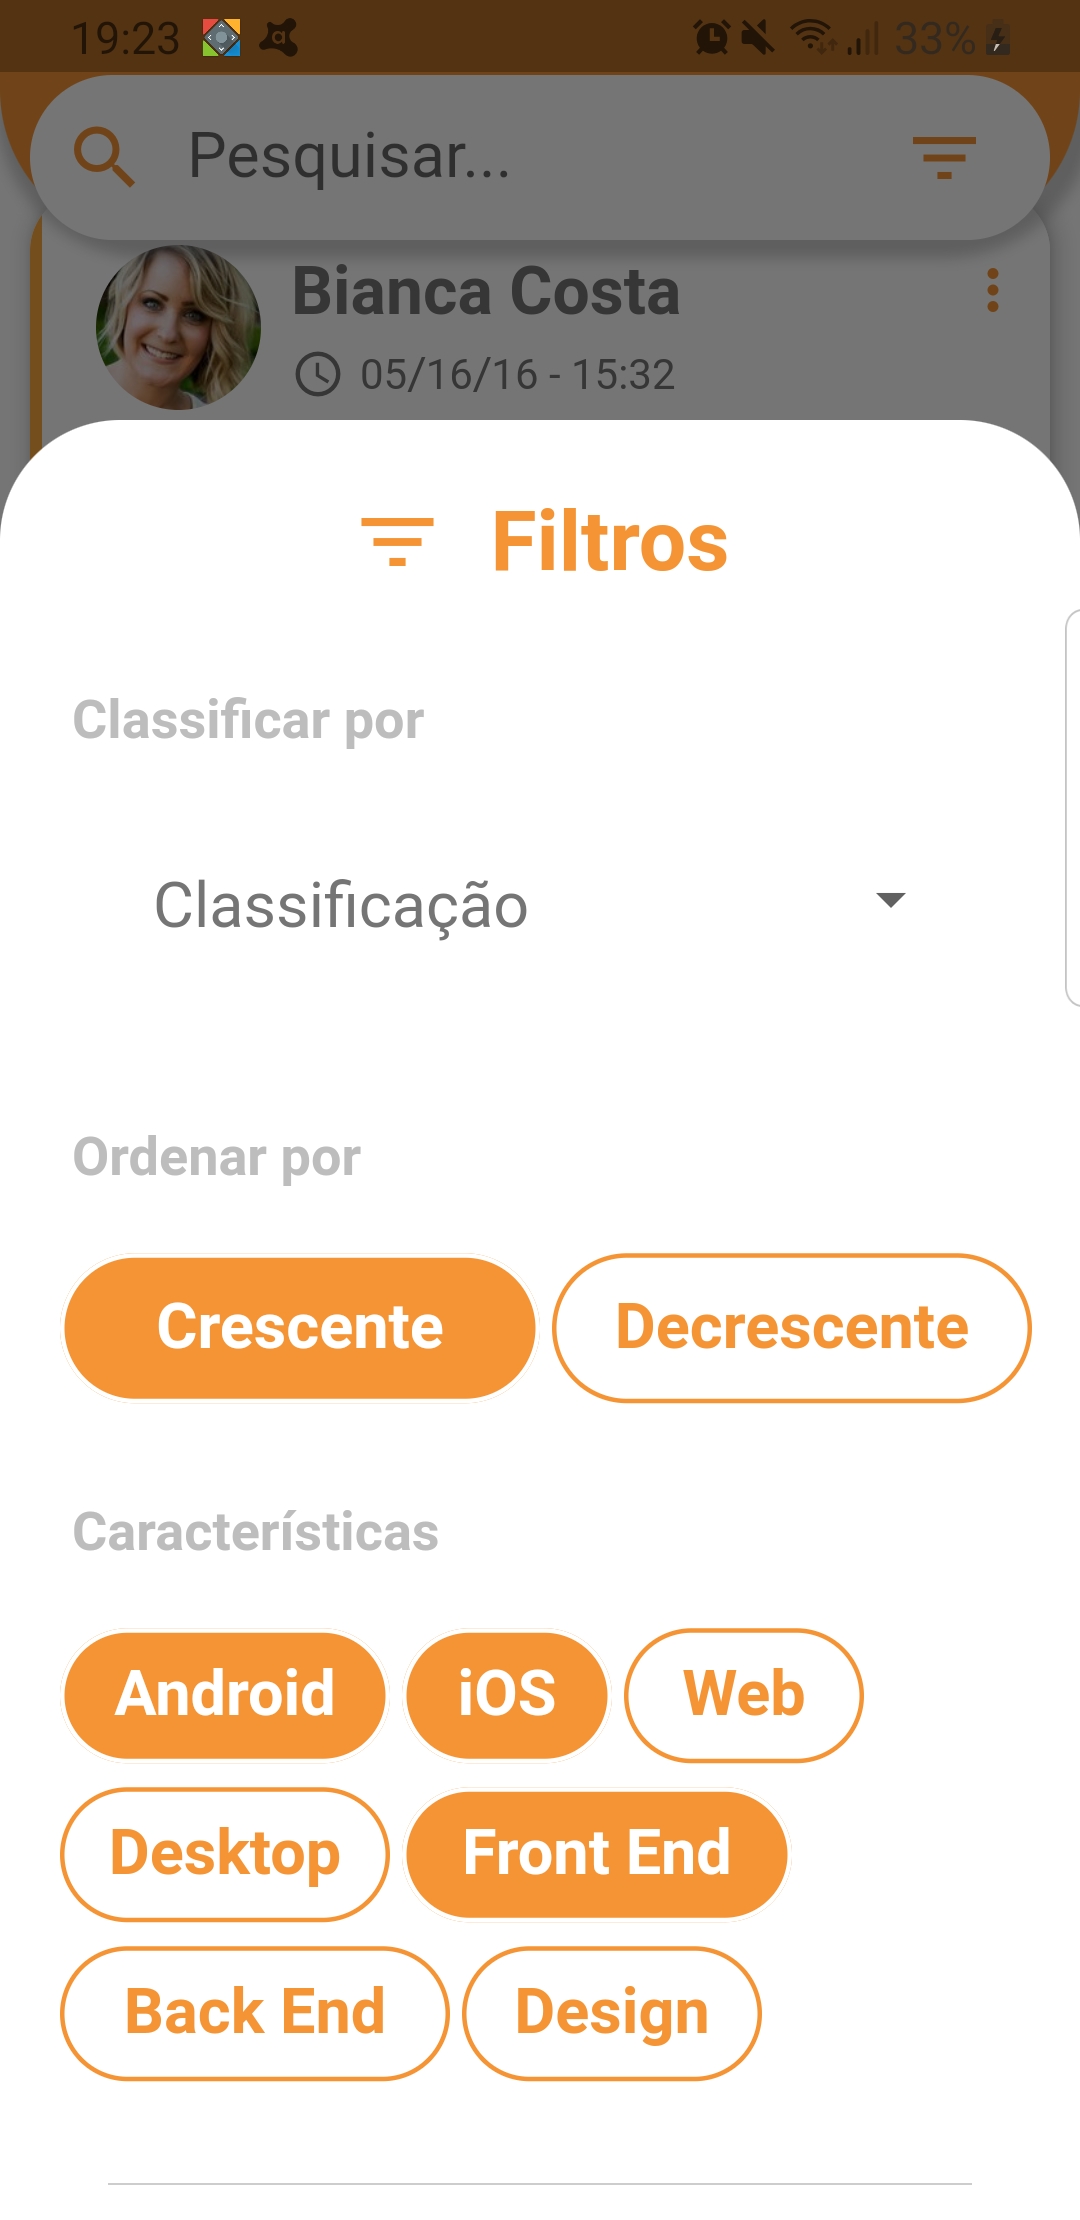 19:23 33%
Pesquisar...
Bianca Costa
05/16/16 - 15:32
Filtros
Classificar por
Classificação
Ordenar por
Crescente Decrescente
Características
Android iOS Web
Desktop Front End
Back End Design